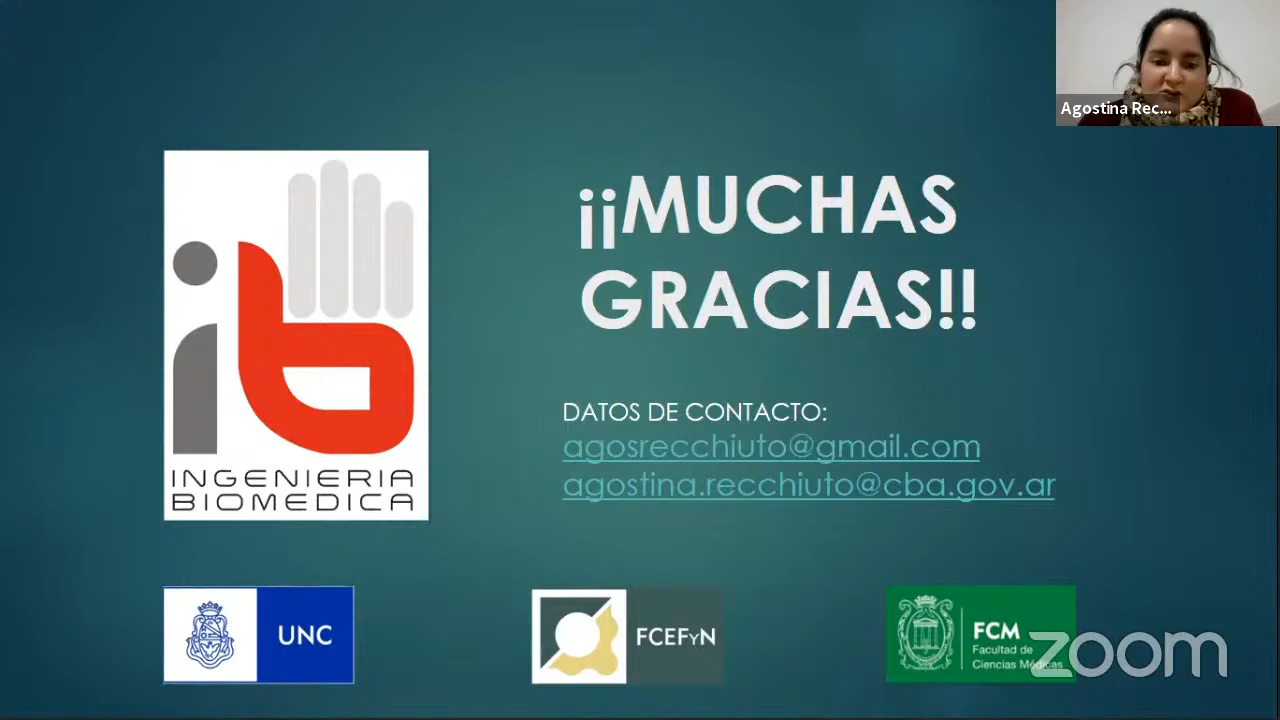 Agostina Rec...
¡¡MUCHAS
GRACIAS!!
DATOS DE CONTACTO:
agosrecchiuto@gmail.com
agostina.recchiuto@cba.gov.ar
ib
INGENIERIA
BIOMEDICA
UNC
FCEFyN
FCM
Facultad de
Ciencias Médicas
zoom